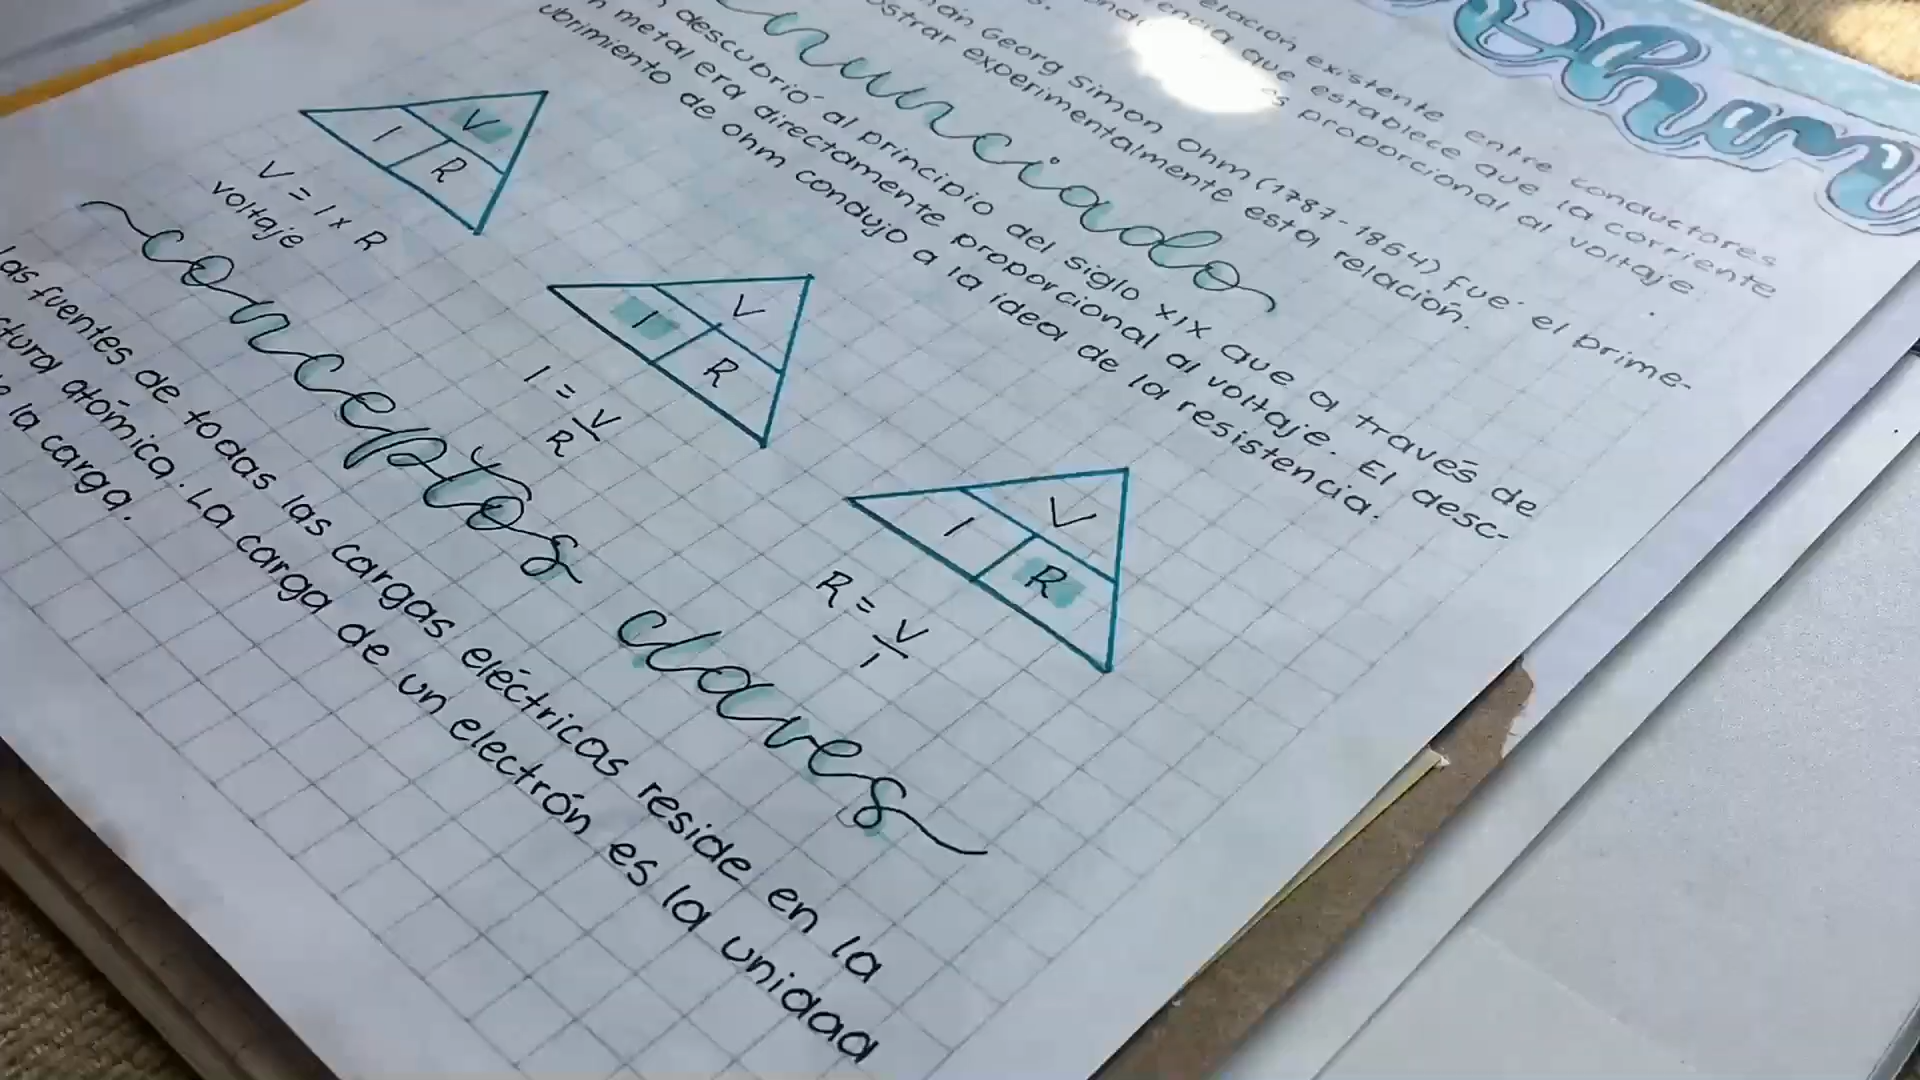 Ohm
relación existente entre conductores
que establece que la corriente
es proporcional al voltaje.
Georg Simon Ohm (1787-1864) fue el prime-
experimentalmente esta relación.
enunciado
descubrió al principio del siglo XIX que a través de
metal era directamente proporcional al voltaje. El desc-
ubrimiento de ohm condujo a la idea de la resistencia.
V
I R
V = I x R
voltaje
V
I R
I = V
R
V
I R
R = V
I
conceptos claves
las fuentes de todas las cargas eléctricas reside en la
atómica. La carga de un electrón es la unidad
la carga.